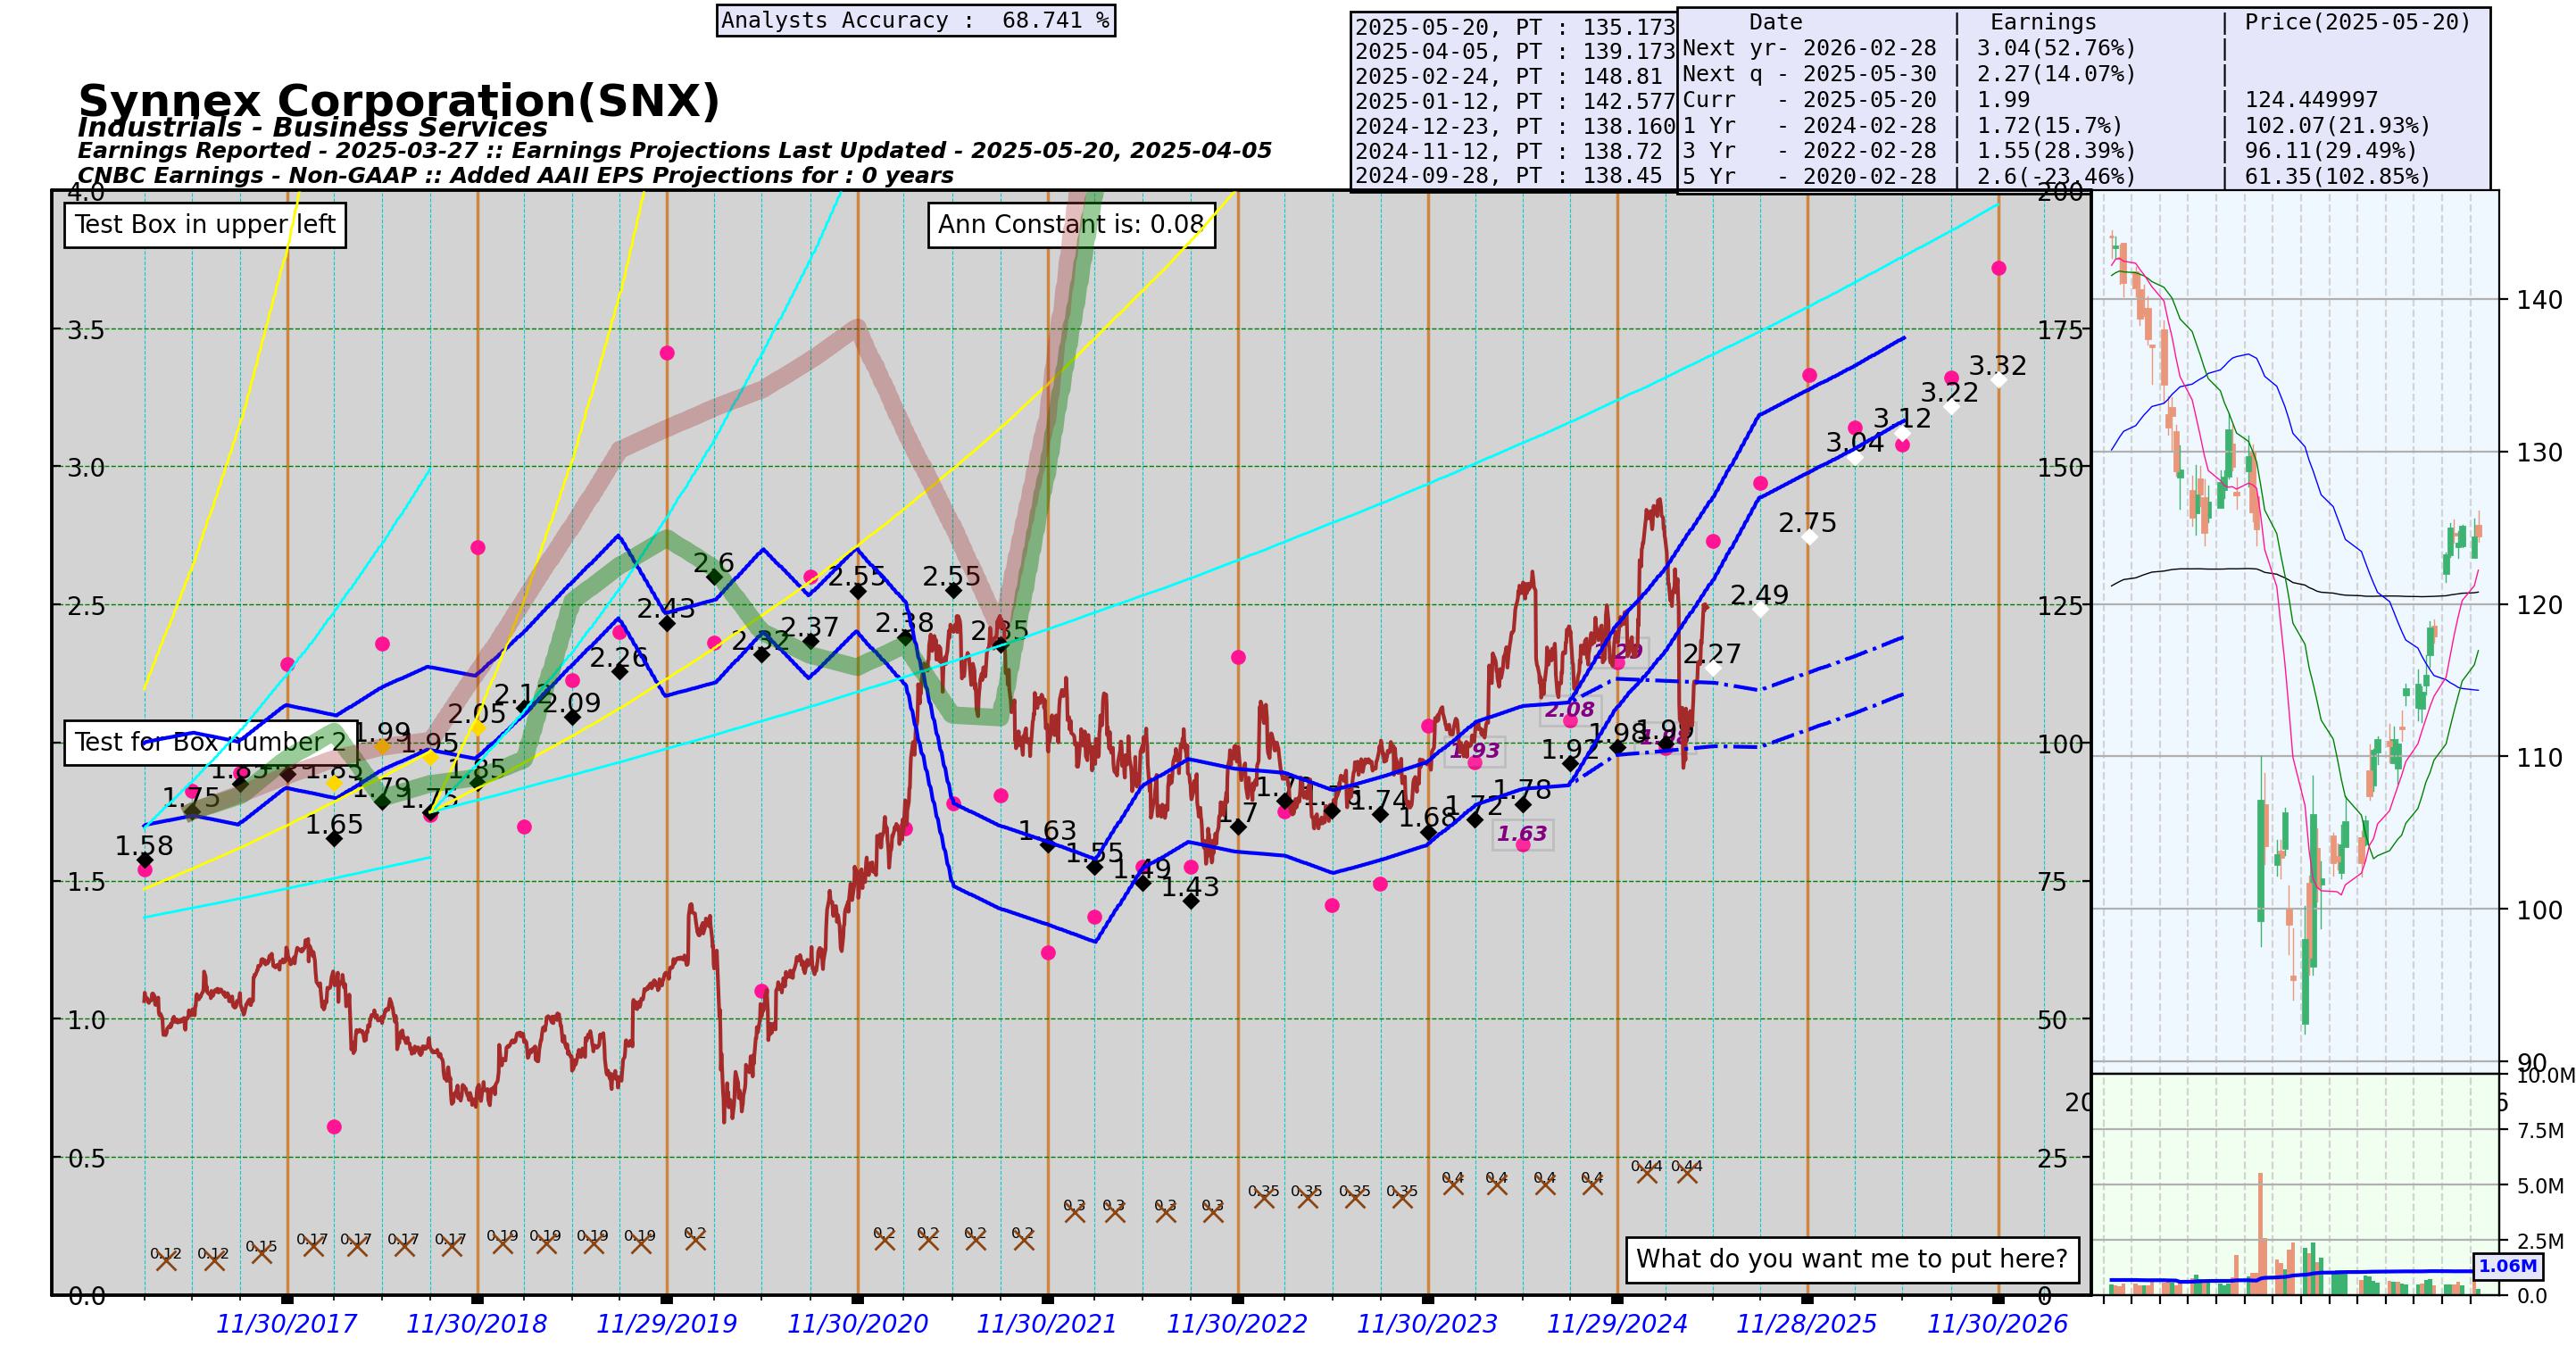 Analysts Accuracy :  68.741 %
2025-05-20, PT : 135.173
2025-04-05, PT : 139.173
2025-02-24, PT : 148.81
2025-01-12, PT : 142.577
2024-12-23, PT : 138.160
2024-11-12, PT : 138.72
2024-09-28, PT : 138.45
Date | Earnings | Price(2025-05-20)
Next yr- 2026-02-28 | 3.04(52.76%) |
Next q - 2025-05-30 | 2.27(14.07%) |
Curr - 2025-05-20 | 1.99 | 124.449997
1 Yr - 2024-02-28 | 1.72(15.7%) | 102.07(21.93%)
3 Yr - 2022-02-28 | 1.55(28.39%) | 96.11(29.49%)
5 Yr - 2020-02-28 | 2.6(-23.46%) | 61.35(102.85%)
Synnex Corporation(SNX)
Industrials - Business Services
Earnings Reported - 2025-03-27 :: Earnings Projections Last Updated - 2025-05-20, 2025-04-05
CNBC Earnings - Non-GAAP :: Added AAII EPS Projections for : 0 years
Test Box in upper left
Ann Constant is: 0.08
Test for Box number 2
What do you want me to put here?
4.0
3.5
3.0
2.5
1.5
1.0
0.5
0.0
200
175
150
125
100
75
50
25
0
140
130
120
110
100
90
10.0M
7.5M
5.0M
2.5M
1.06M
0.0
1.58
1.75
1.83
1.85
1.65
1.99
1.79
1.95
1.75
2.05
1.85
2.12
2.09
2.26
2.43
2.6
2.32
2.37
2.55
2.38
2.55
2.35
1.63
1.55
1.49
1.43
1.7
1.74
1.68
1.72
1.78
1.92
1.98
1.99
1.93
1.63
2.08
2.29
2.27
2.49
2.75
3.04
3.12
3.22
3.32
0.12 0.12 0.15 0.17 0.17 0.17 0.17 0.19 0.19 0.19 0.19 0.2 0.2 0.2 0.2 0.2 0.3 0.3 0.3 0.3 0.35 0.35 0.35 0.35 0.4 0.4 0.4 0.4 0.44 0.44
11/30/2017 11/30/2018 11/29/2019 11/30/2020 11/30/2021 11/30/2022 11/30/2023 11/29/2024 11/28/2025 11/30/2026